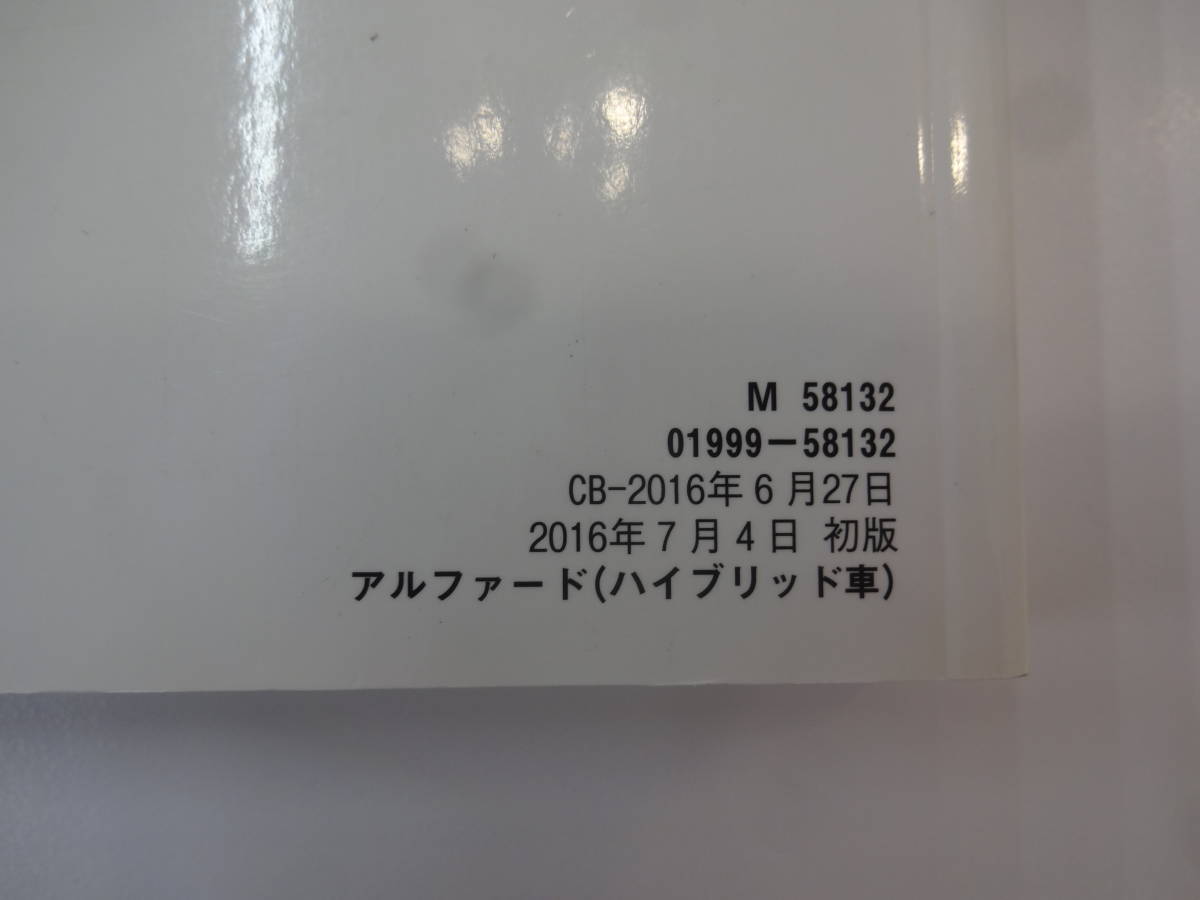 M 58132
01999-58132
CB-2016年6月27日
2016年7月4日 初版
アルファード(ハイブリッド車)